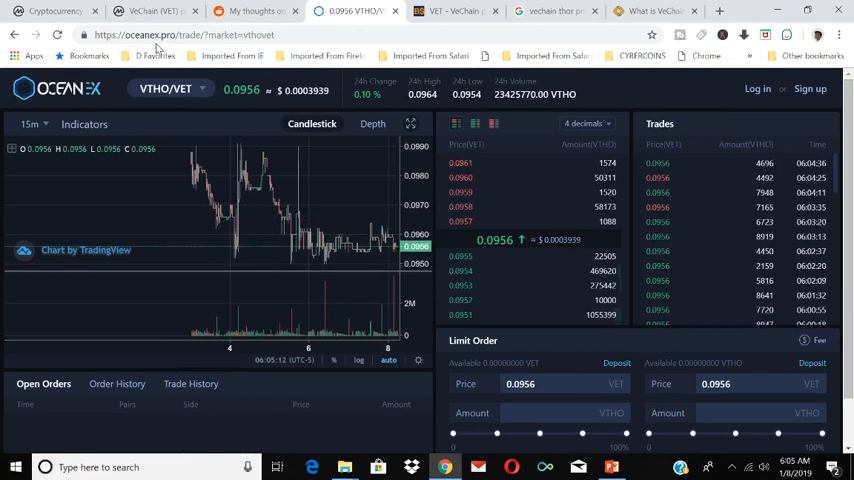 Cryptocurrency
VeChain (VET) p
My thoughts on
0.0956 VTHO/VET
VET - VeChain p
vechain thor pri
What is VeChain
https://oceanex.pro/trade/?market=vthovet
Apps
Bookmarks
D Favorites
Imported From IE
Imported From Firefo
Imported From Safari
Imported From Safari
CYBERCOINS
Chrome
Other bookmarks
OCEANEX
VTHO/VET
0.0956 ≈ $ 0.0003939
24h Change
0.10 %
24h High
0.0964
24h Low
0.0954
24h Volume
23425770.00 VTHO
Log in or Sign up
15m Indicators Candlestick Depth
O 0.0956 H 0.0956 L 0.0956 C 0.0956
0.0990
0.0980
0.0970
0.0960
0.0956
0.0950
Chart by TradingView
2M
0
4 6 8
06:05:12 (UTC-5) % log auto
4 decimals
Price(VET) Amount(VTHO)
0.0961 1574
0.0960 50311
0.0959 1520
0.0958 58173
0.0957 1088
0.0956 ↑ ≈ $ 0.0003939
0.0955 22505
0.0954 469620
0.0953 275442
0.0952 10000
0.0951 1055399
Trades
Price(VET) Amount(VTHO) Time
0.0956 4696 06:04:36
0.0956 4492 06:04:25
0.0956 7948 06:04:11
0.0956 7165 06:03:35
0.0956 6723 06:03:20
0.0956 8919 06:03:13
0.0956 4450 06:02:37
0.0956 2159 06:02:20
0.0956 5816 06:02:09
0.0956 8641 06:01:32
0.0956 7720 06:00:55
0.0956 8947
Limit Order
Fee
Available 0.00000000 VET Deposit
Price 0.0956 VET
Amount VTHO
0 100%
Available 0.00000000 VTHO Deposit
Price 0.0956 VET
Amount VTHO
0 100%
Open Orders Order History Trade History
Time Pairs Side Price Amount
Type here to search
6:05 AM
1/8/2019
2